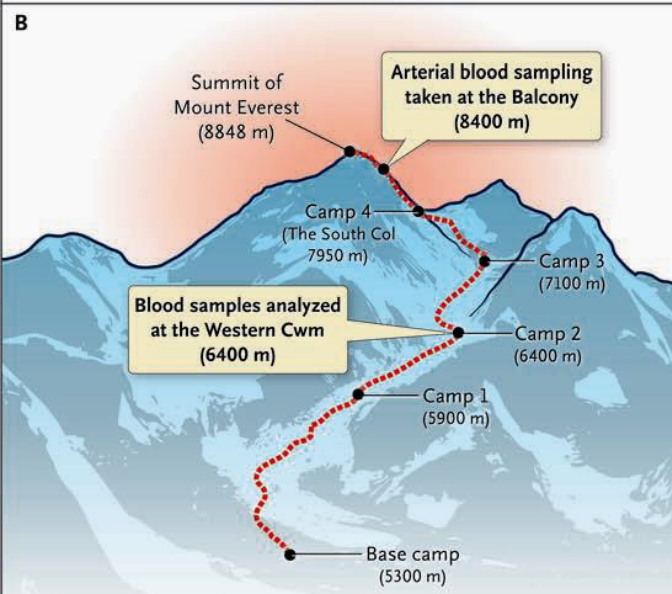 B
Summit of
Mount Everest
(8848 m)
Arterial blood sampling
taken at the Balcony
(8400 m)
Camp 4
(The South Col
7950 m)
Camp 3
(7100 m)
Blood samples analyzed
at the Western Cwm
(6400 m)
Camp 2
(6400 m)
Camp 1
(5900 m)
Base camp
(5300 m)